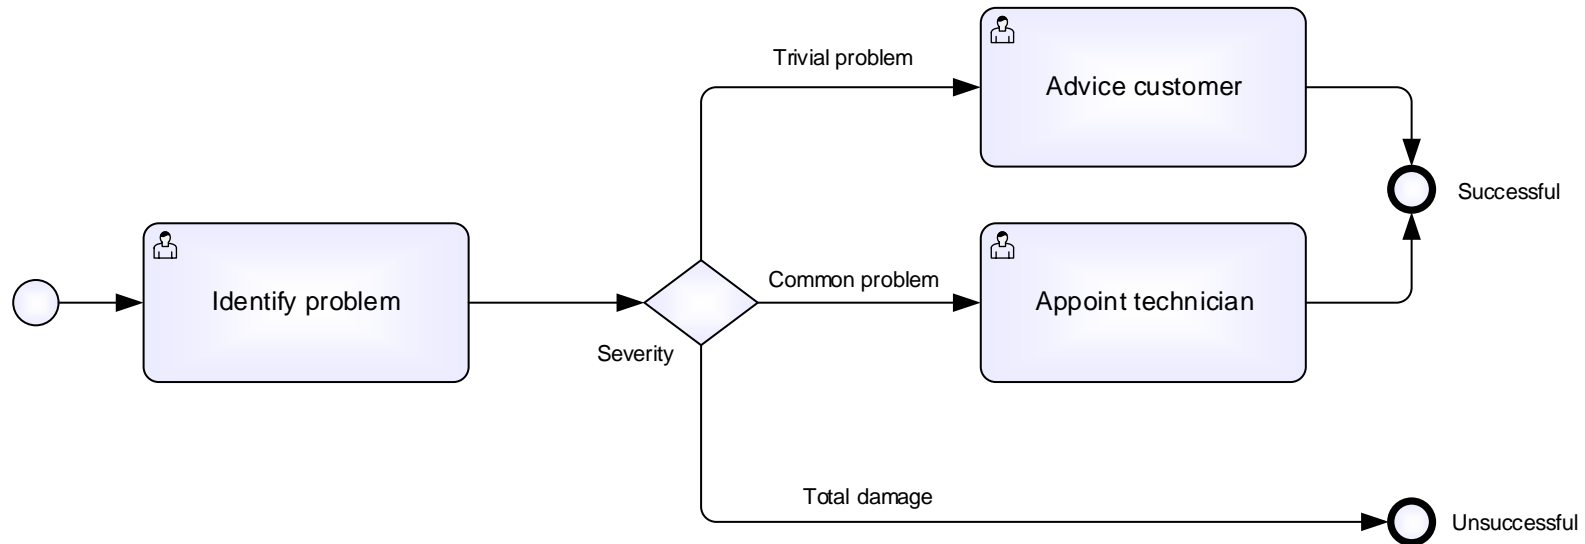 Trivial problem
Advice customer
Successful
Identify problem
Common problem
Appoint technician
Severity
Total damage
Unsuccessful